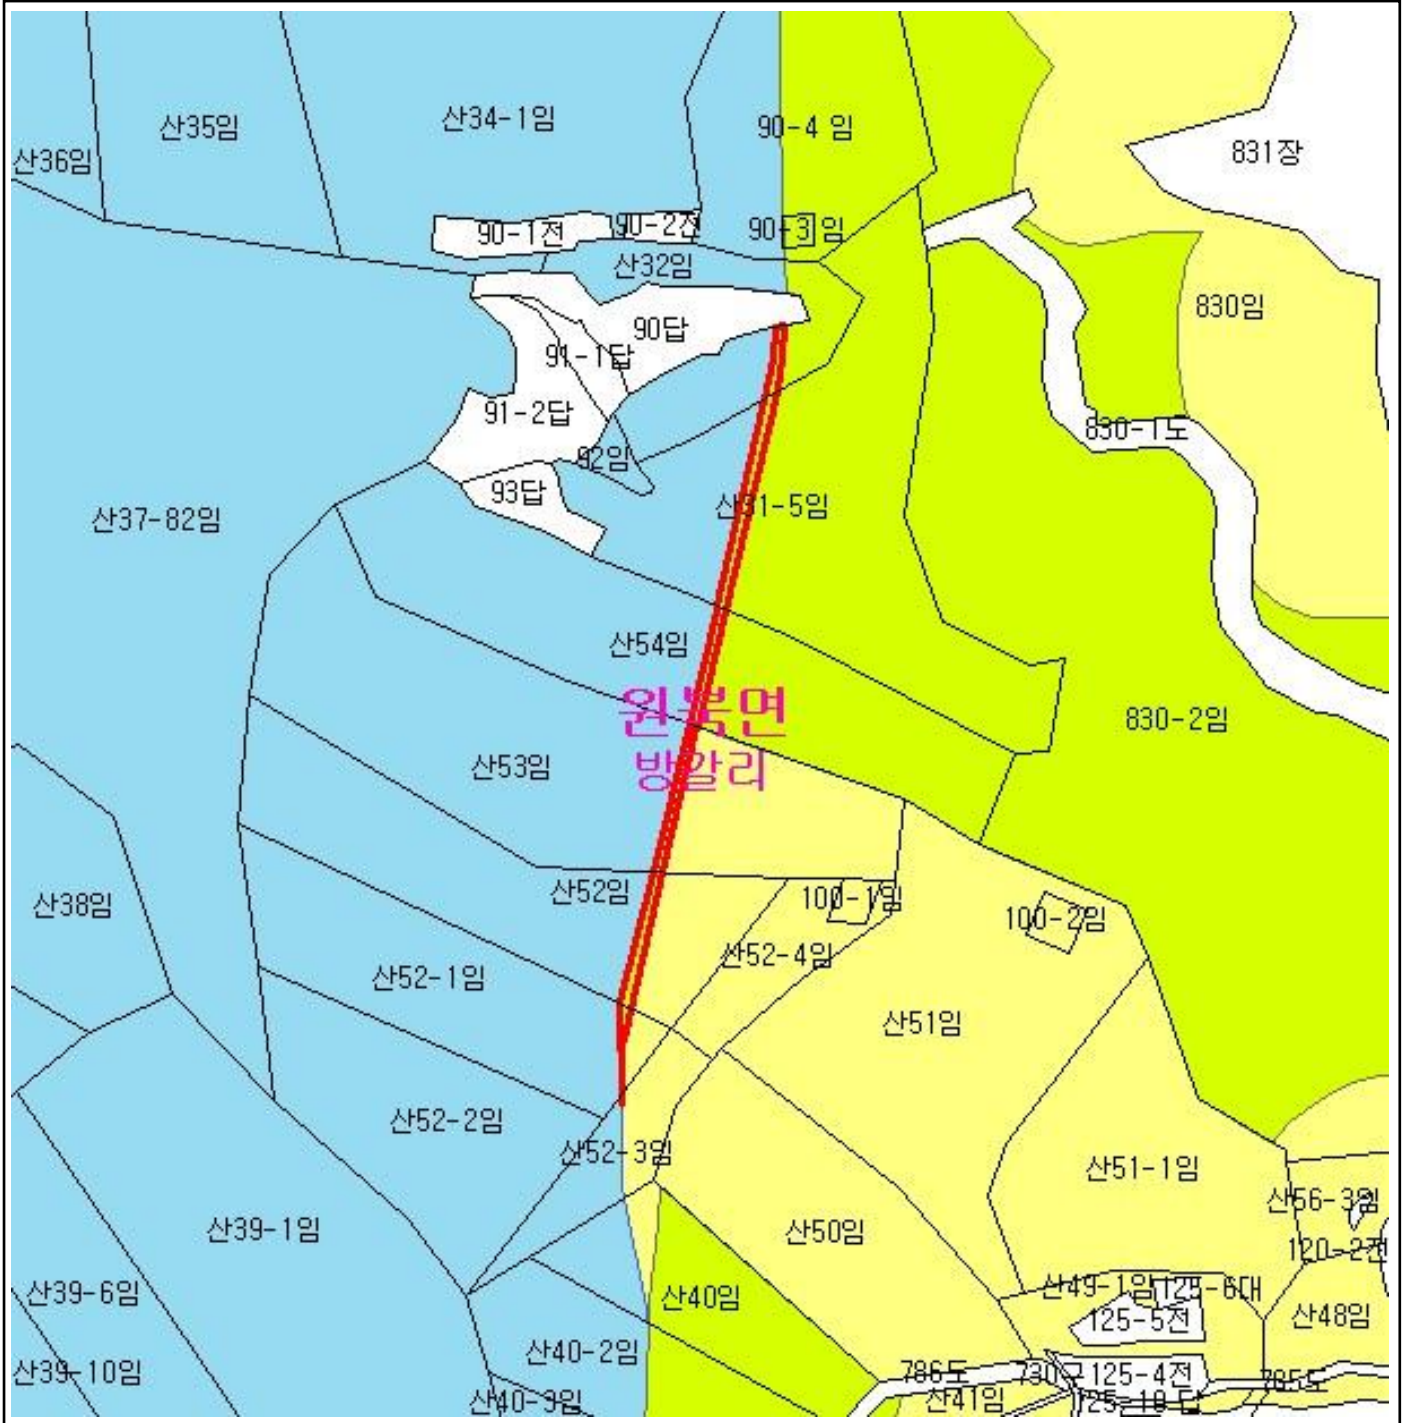 산36임
산35임
산34-1임
90-4 임
831장
90-1전
90-2전
90-3 임
산32임
830임
90답
91-1답
91-2답
830-1도
92임
93답
산31-5임
산37-82임
산54임
원북면
방갈리
830-2임
산53임
산52임
100-1임
100-2임
산38임
산52-4임
산52-1임
산51임
산52-2임
산52-3임
산51-1임
산56-3임
산39-1임
산50임
120-2전
산49-1임
125-6대
산39-6임
산40임
125-5전
산48임
산40-2임
산39-10임
786도
730구
125-4전
785도
산40-3임
산41임
답